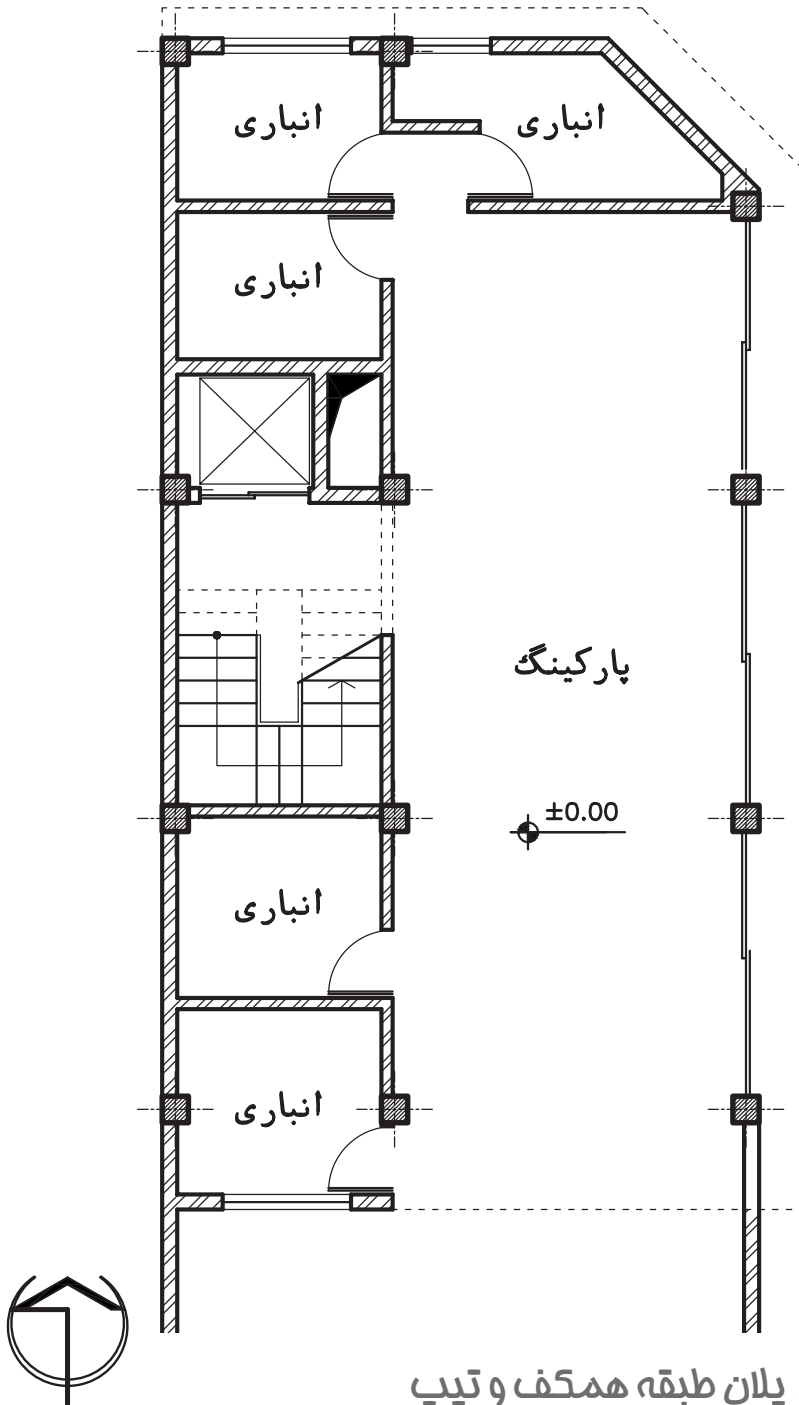 انباری
انباری
انباری
پارکینگ
±0.00
انباری
انباری
پلان طبقه همکف و تیپ